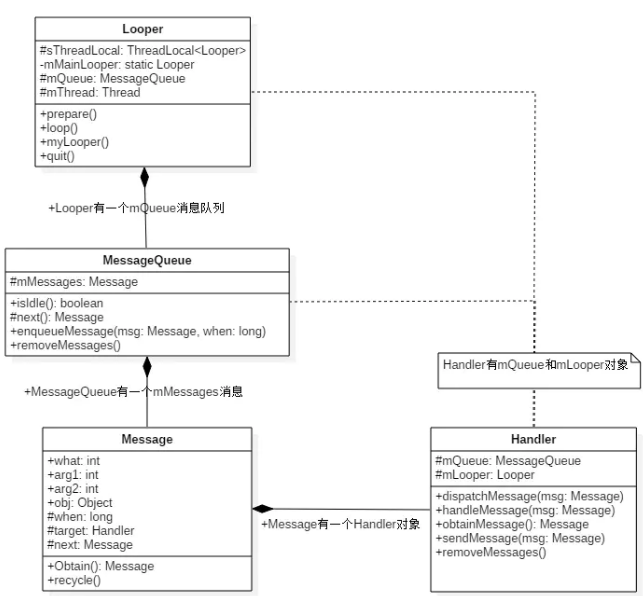 Looper
#sThreadLocal: ThreadLocal<Looper>
-mMainLooper: static Looper
#mQueue: MessageQueue
#mThread: Thread
+prepare()
+loop()
+myLooper()
+quit()
+Looper有一个mQueue消息队列
MessageQueue
#mMessages: Message
+isIdle(): boolean
#next(): Message
+enqueueMessage(msg: Message, when: long)
+removeMessages()
Handler有mQueue和mLooper对象
+MessageQueue有一个mMessages消息
Message
+what: int
+arg1: int
+arg2: int
+obj: Object
#when: long
#target: Handler
#next: Message
+Obtain(): Message
+recycle()
+Message有一个Handler对象
Handler
#mQueue: MessageQueue
#mLooper: Looper
+dispatchMessage(msg: Message)
+handleMessage(msg: Message)
+obtainMessage(): Message
+sendMessage(msg: Message)
+removeMessages()